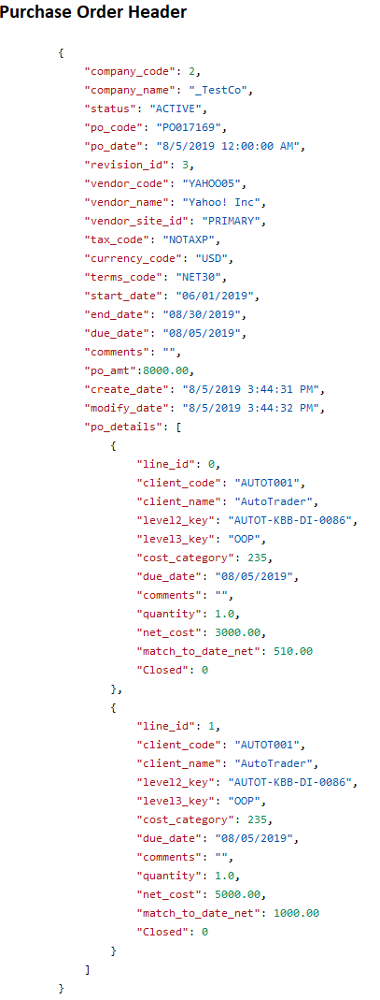 Purchase Order Header
{
"company_code": 2,
"company_name": "_TestCo",
"status": "ACTIVE",
"po_code": "PO017169",
"po_date": "8/5/2019 12:00:00 AM",
"revision_id": 3,
"vendor_code": "YAHOO05",
"vendor_name": "Yahoo! Inc",
"vendor_site_id": "PRIMARY",
"tax_code": "NOTAXP",
"currency_code": "USD",
"terms_code": "NET30",
"start_date": "06/01/2019",
"end_date": "08/30/2019",
"due_date": "08/05/2019",
"comments": "",
"po_amt":8000.00,
"create_date": "8/5/2019 3:44:31 PM",
"modify_date": "8/5/2019 3:44:32 PM",
"po_details": [
{
"line_id": 0,
"client_code": "AUTOT001",
"client_name": "AutoTrader",
"level2_key": "AUTOT-KBB-DI-0086",
"level3_key": "OOP",
"cost_category": 235,
"due_date": "08/05/2019",
"comments": "",
"quantity": 1.0,
"net_cost": 3000.00,
"match_to_date_net": 510.00
"Closed": 0
},
{
"line_id": 1,
"client_code": "AUTOT001",
"client_name": "AutoTrader",
"level2_key": "AUTOT-KBB-DI-0086",
"level3_key": "OOP",
"cost_category": 235,
"due_date": "08/05/2019",
"comments": "",
"quantity": 1.0,
"net_cost": 5000.00,
"match_to_date_net": 1000.00
"Closed": 0
}
]
}